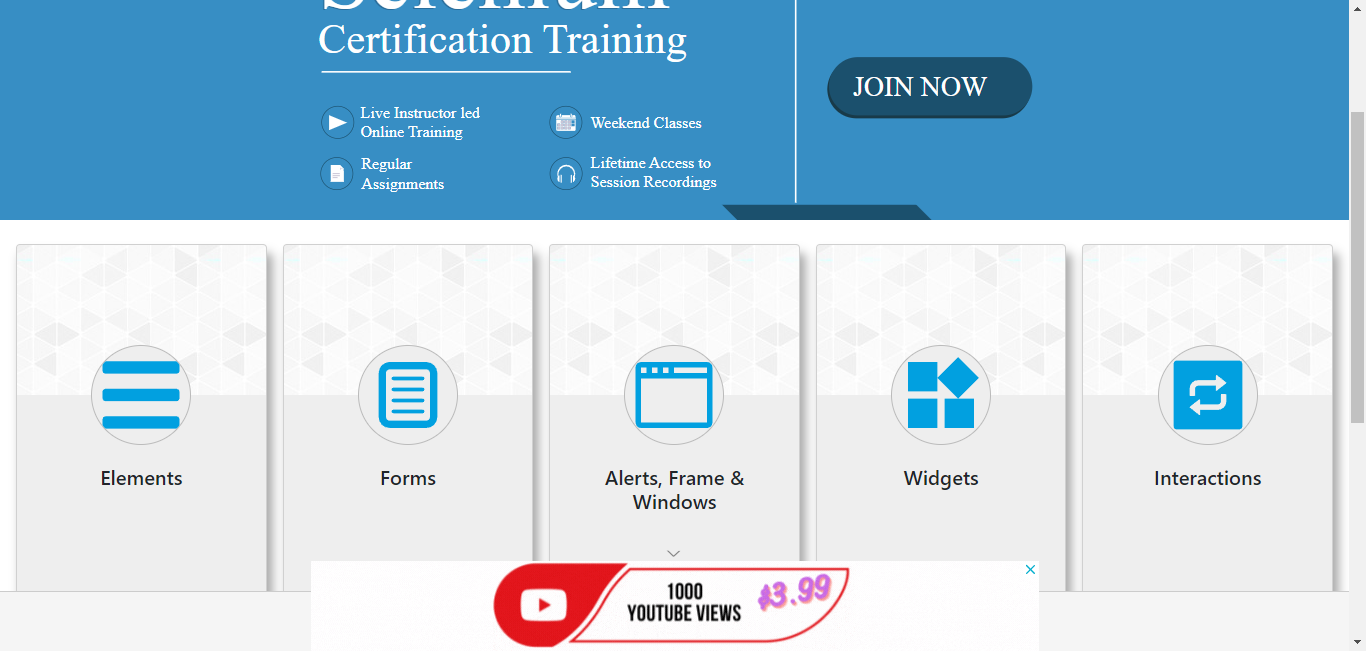 Selenium
Certification Training
JOIN NOW
Live Instructor led
Online Training
Weekend Classes
Regular
Assignments
Lifetime Access to
Session Recordings
Elements
Forms
Alerts, Frame &
Windows
Widgets
Interactions
1000
YOUTUBE VIEWS
$3.99